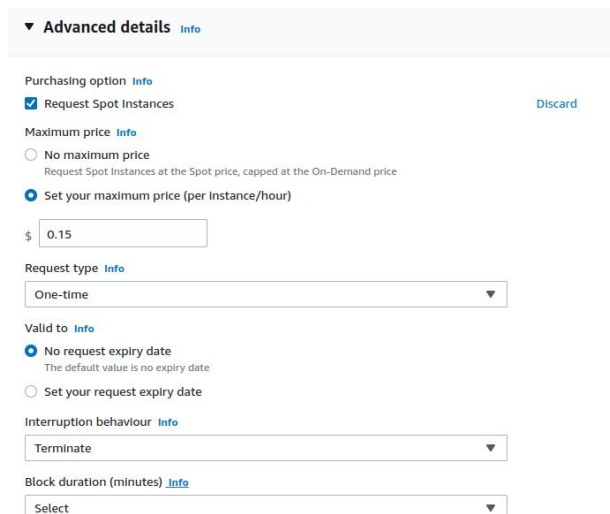 Advanced details Info
Purchasing option Info
Request Spot Instances Discard
Maximum price Info
No maximum price
Request Spot Instances at the Spot price, capped at the On-Demand price
Set your maximum price (per instance/hour)
$ 0.15
Request type Info
One-time
Valid to Info
No request expiry date
The default value is no expiry date
Set your request expiry date
Interruption behaviour Info
Terminate
Block duration (minutes) Info
Select